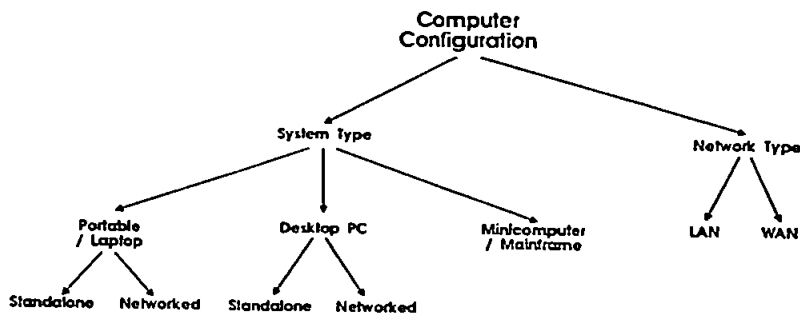 Computer
Configuration
System Type
Network Type
Portable
/ Laptop
Desktop PC
Minicomputer
/ Mainframe
LAN
WAN
Standalone
Networked
Standalone
Networked